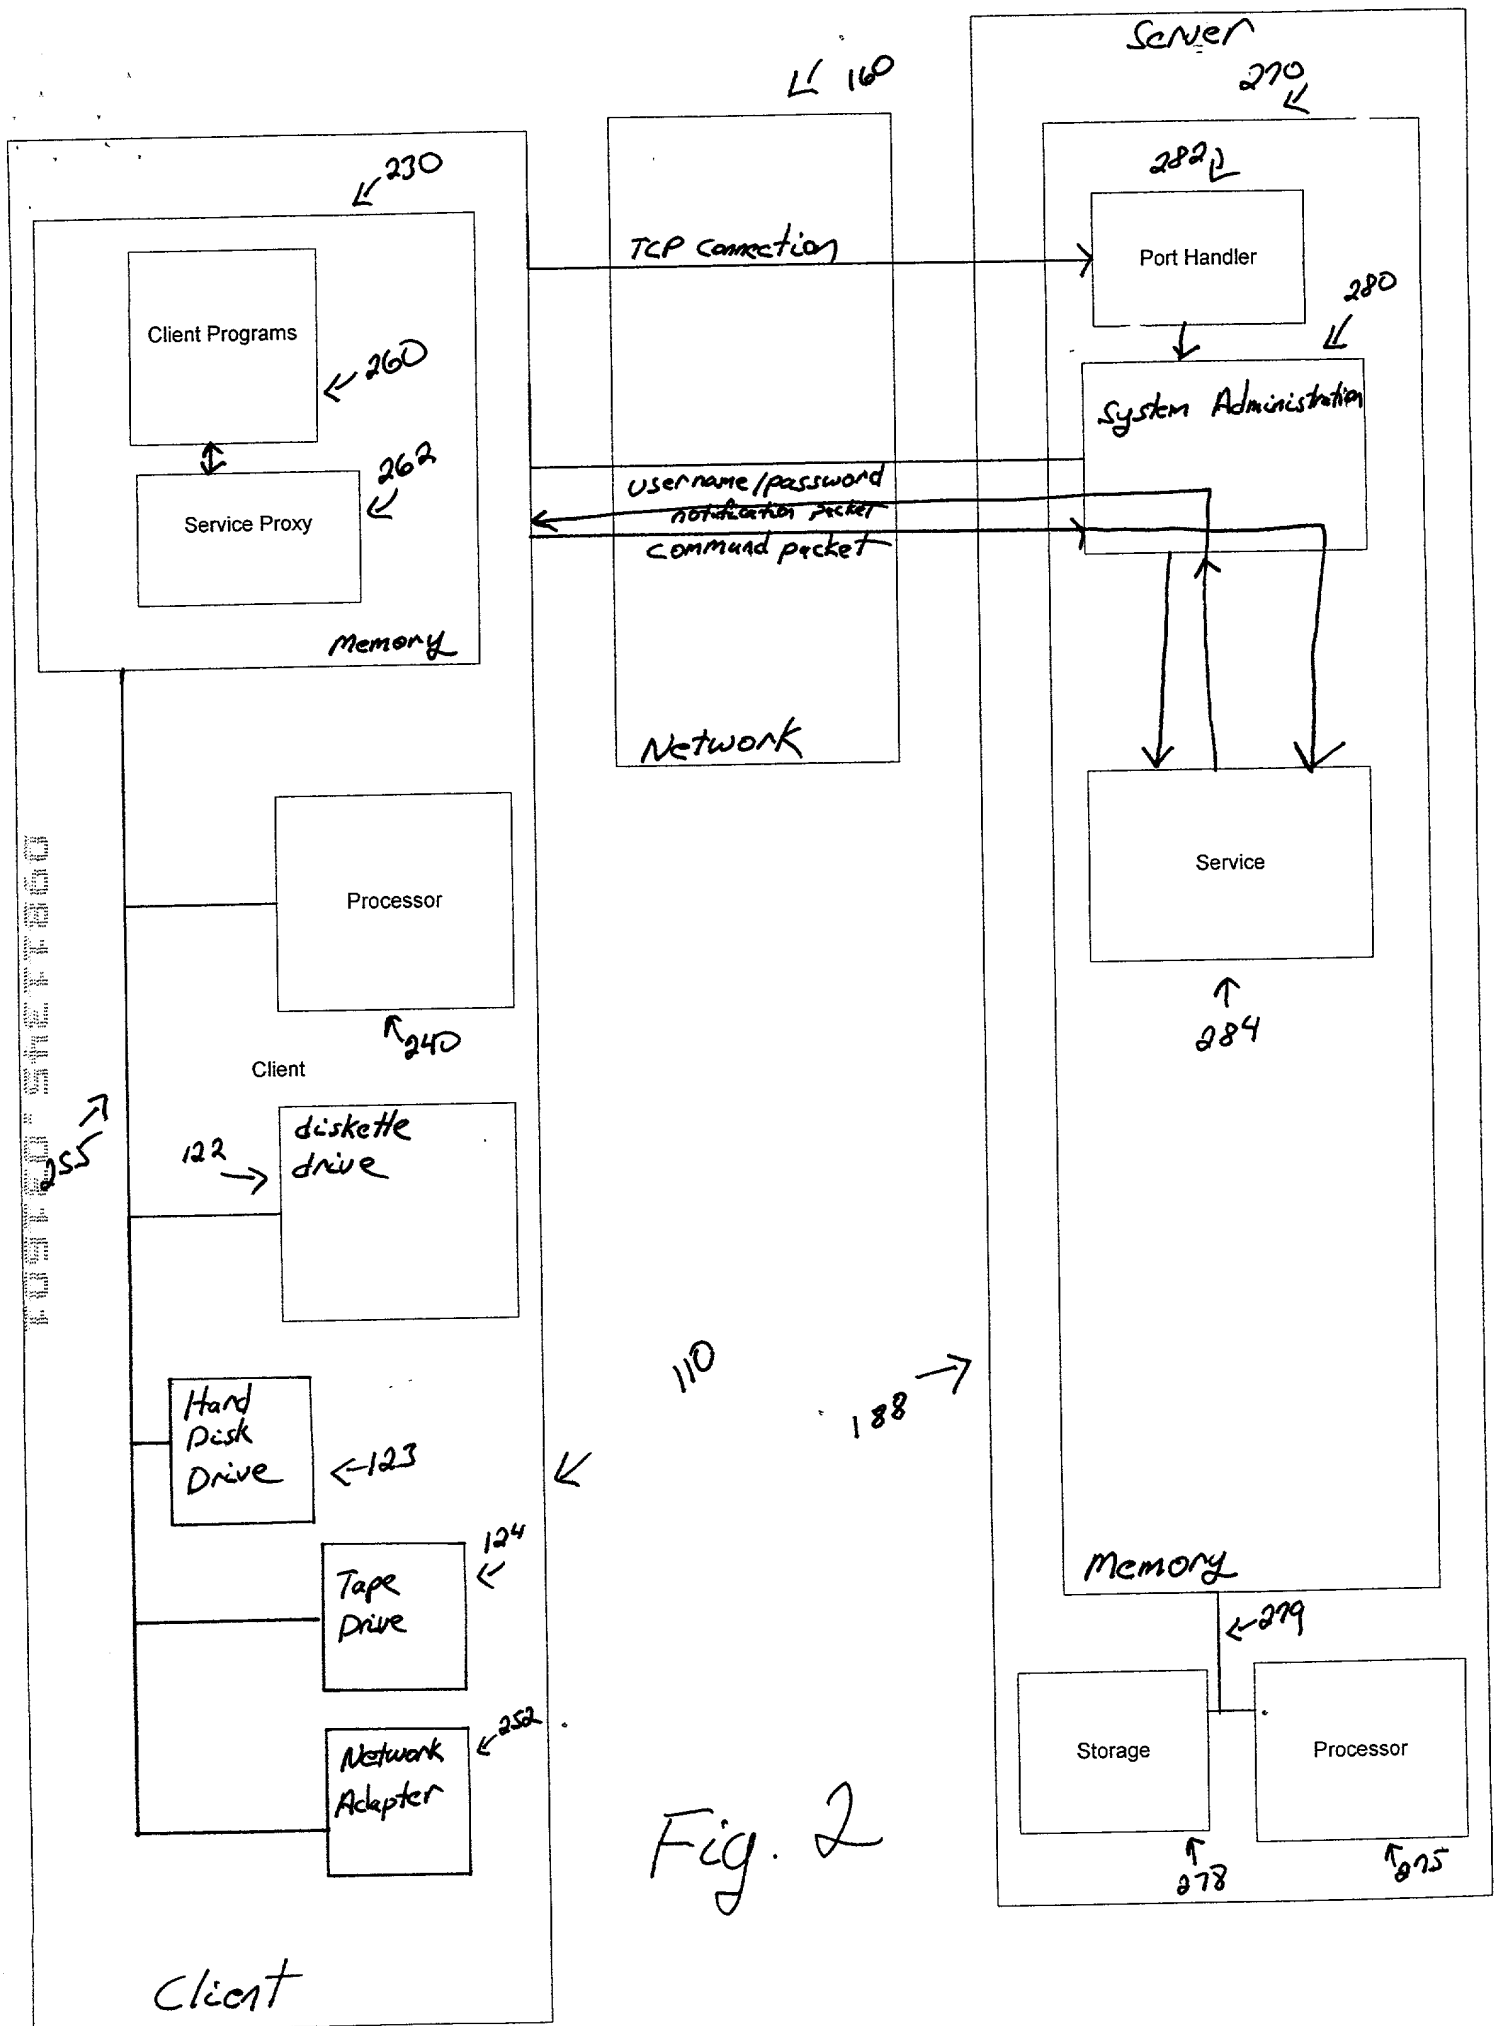 Server
160
270
230
282
TCP Connection
Port Handler
280
Client Programs
260
System Administration
262
username/password
Service Proxy
notification packet
command packet
Memory
Network
Processor
Service
240
284
Client
255
122
diskette
drive
110
188
Hard
Disk
Drive
123
124
Tape
Drive
Memory
279
252
Network
Adapter
Storage
Processor
Fig. 2
278
275
Client